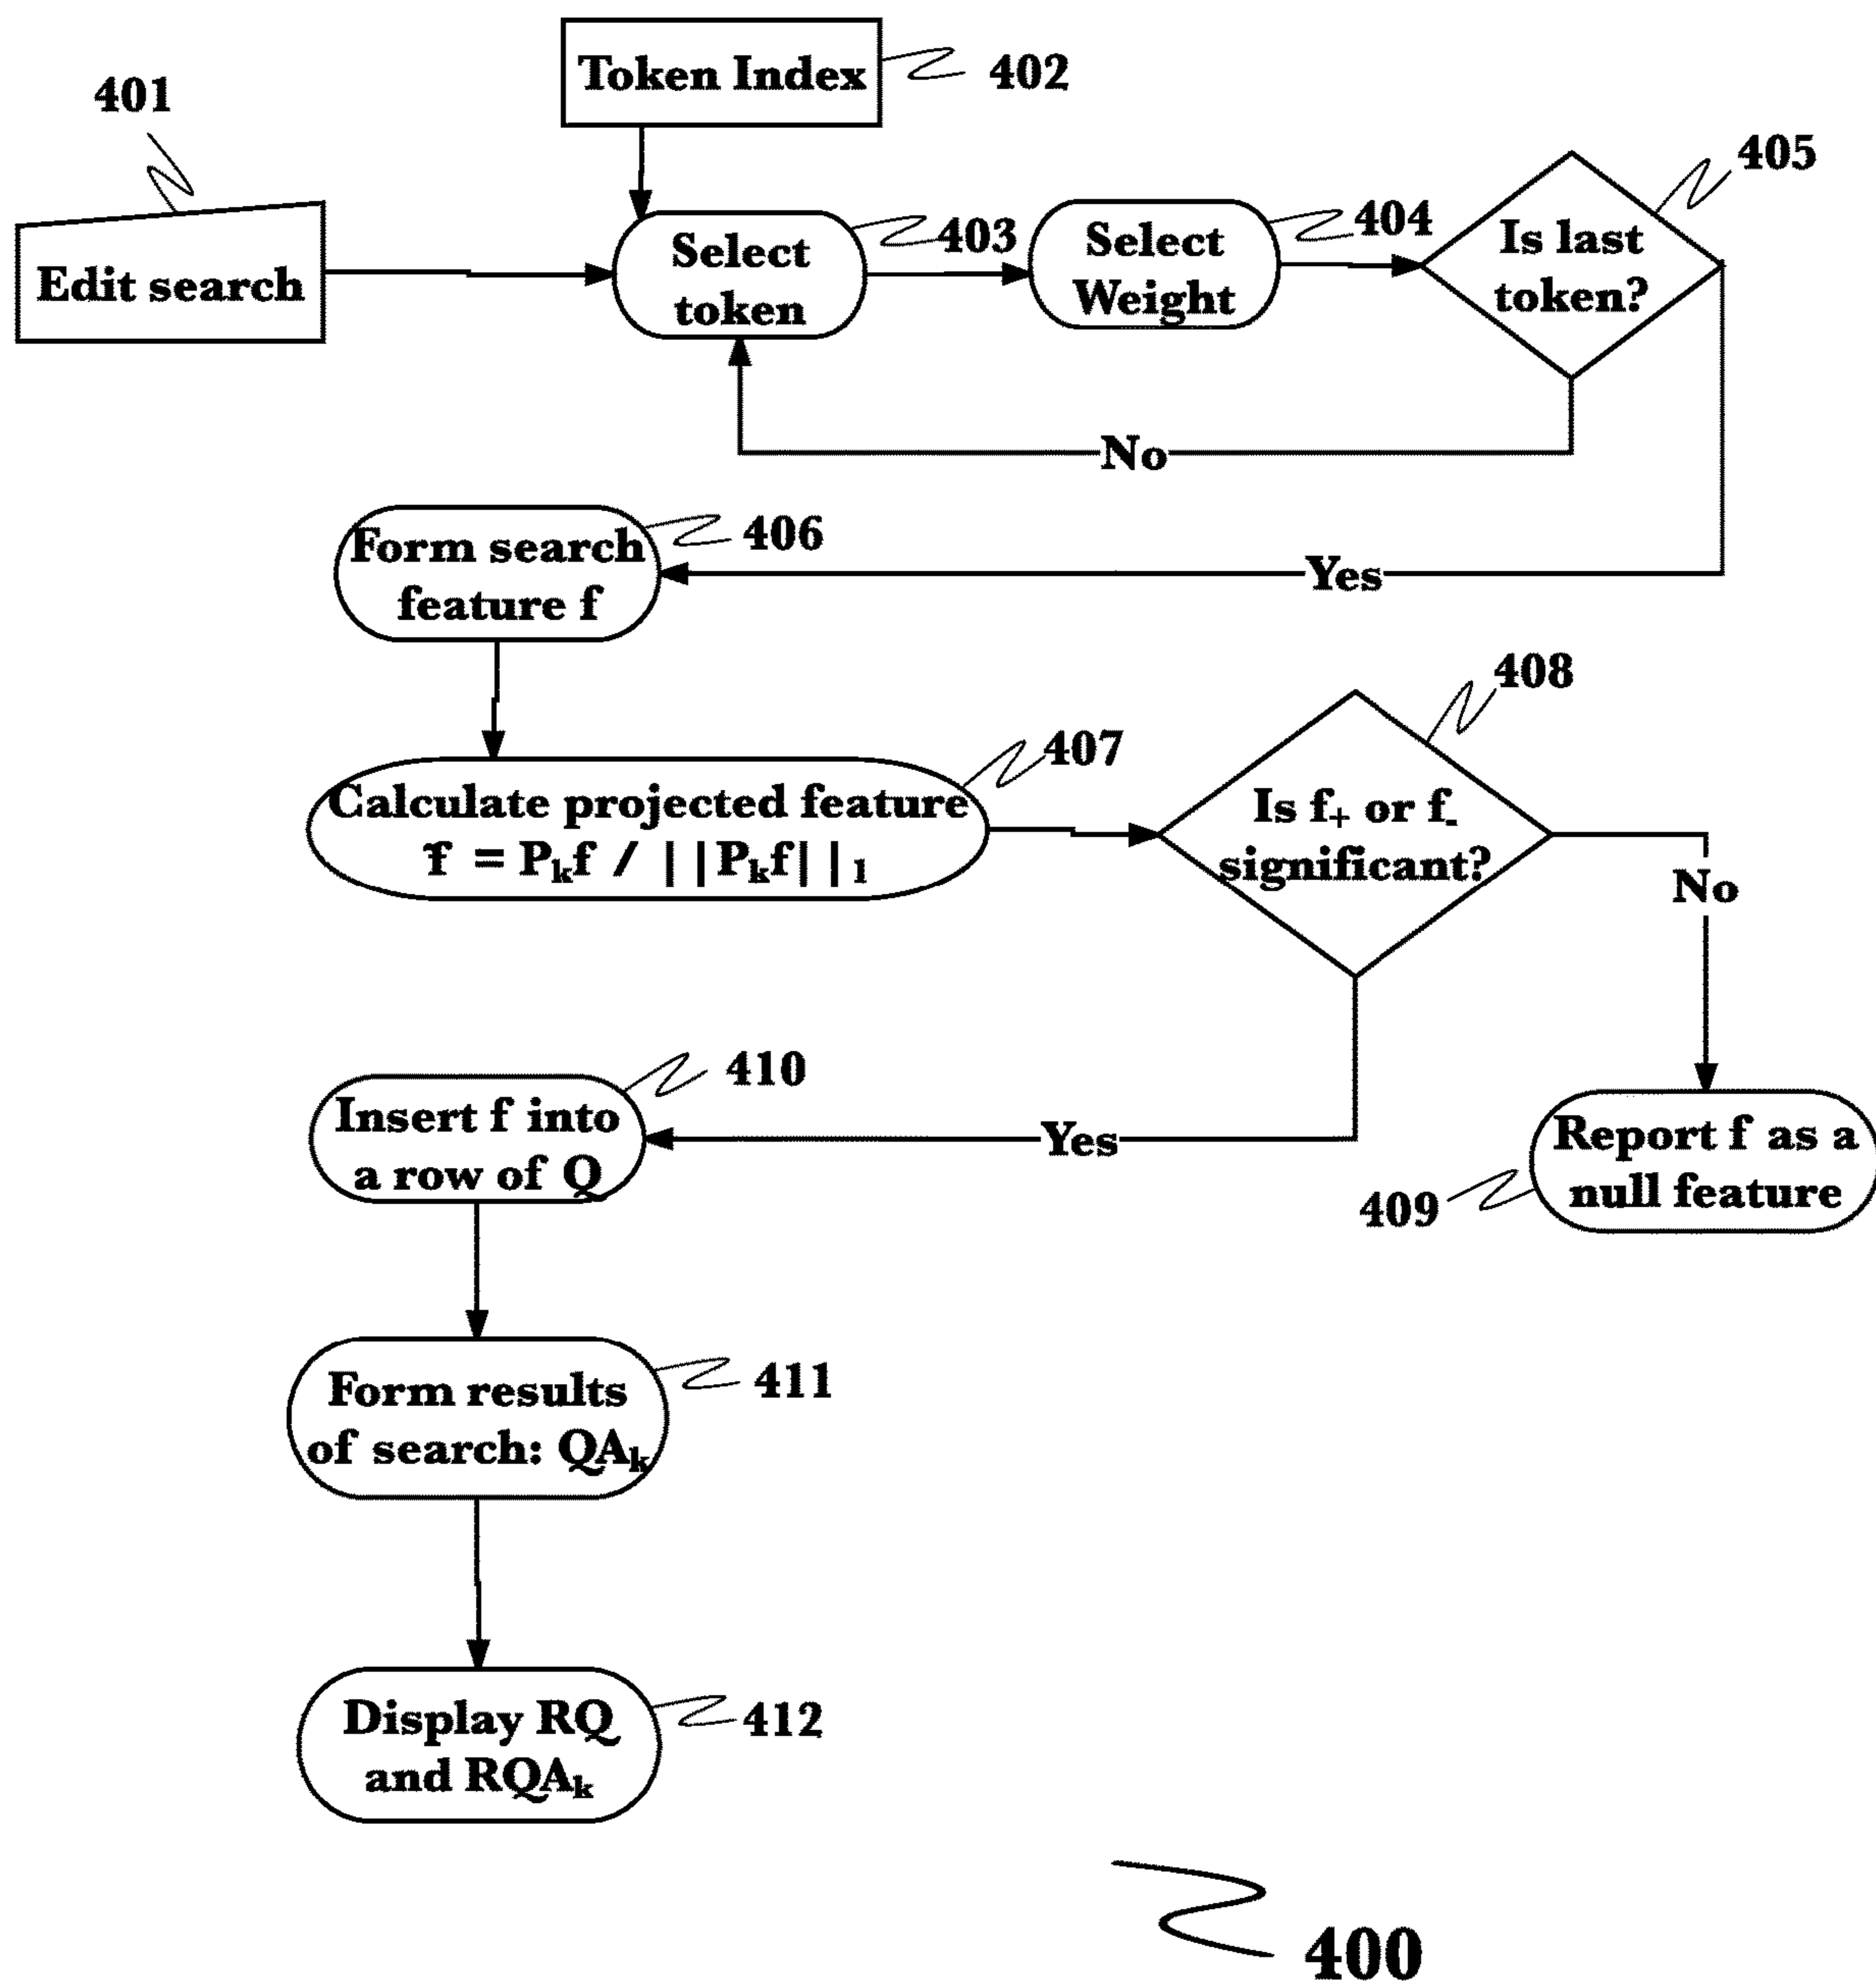 Token Index
402
401
405
Edit search
Select
token
403
Select
Weight
404
Is last
token?
No
Form search
feature f
406
Yes
408
Calculate projected feature
f̄ = Pₖf / ||Pₖf||₁
407
Is f₊ or f₋
significant?
No
410
Insert f into
a row of Q
Yes
Report f as a
null feature
409
Form results
of search: QAₖ
411
Display RQ
and RQAₖ
412
400